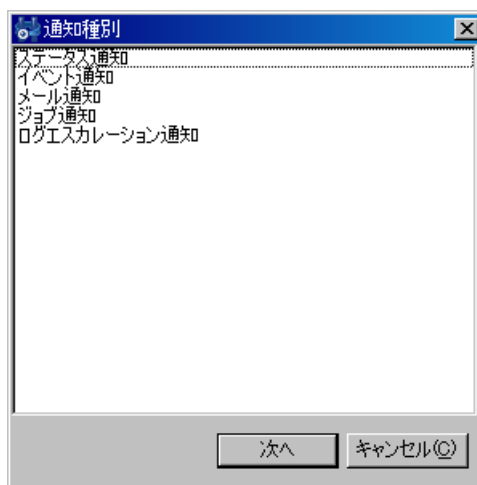 通知種別
ステータス通知
イベント通知
メール通知
ジョブ通知
ログエスカレーション通知
次へ
キャンセル(C)